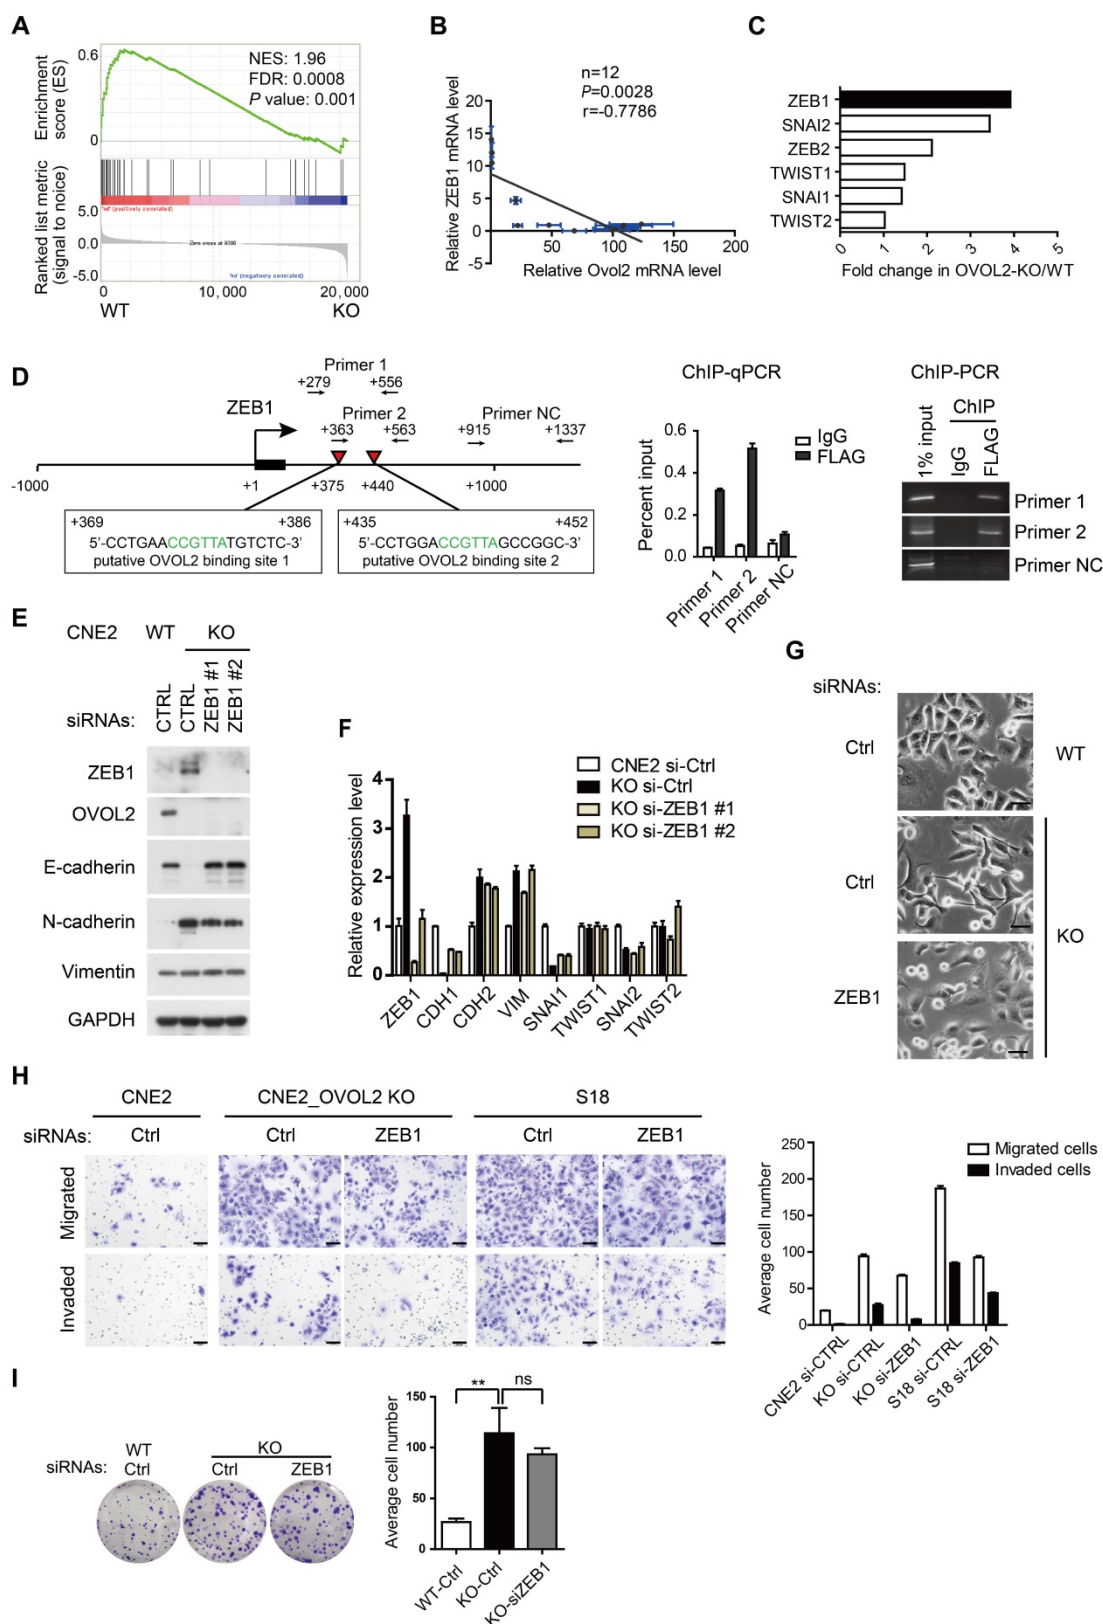 A
Enrichment
score (ES)
0.6
0
NES: 1.96
FDR: 0.0008
P value: 0.001
Ranked list metric
(signal to noice)
5.0
0.0
-5.0
'wt' (positively correlated)
Zero cross at 9396
'ko' (negatively correlated)
0
10,000
20,000
WT
KO
B
n=12
P=0.0028
r=-0.7786
Relative ZEB1 mRNA level
20
15
10
5
0
-5
50
100
150
200
Relative Ovol2 mRNA level
C
ZEB1
SNAI2
ZEB2
TWIST1
SNAI1
TWIST2
0
1
2
3
4
5
Fold change in OVOL2-KO/WT
D
Primer 1
+279
+556
ZEB1
Primer 2
Primer NC
+363
+563
+915
+1337
-1000
+1
+375
+440
+1000
+369
+386
5'-CCTGAACCGTTATGTCTC-3'
putative OVOL2 binding site 1
+435
+452
5'-CCTGGACCGTTAGCCGGC-3'
putative OVOL2 binding site 2
ChIP-qPCR
IgG
FLAG
Percent input
0.6
0.4
0.2
0.0
Primer 1
Primer 2
Primer NC
ChIP-PCR
ChIP
1% input
IgG
FLAG
Primer 1
Primer 2
Primer NC
E
CNE2
WT
KO
siRNAs:
CTRL
CTRL
ZEB1 #1
ZEB1 #2
ZEB1
OVOL2
E-cadherin
N-cadherin
Vimentin
GAPDH
F
CNE2 si-Ctrl
KO si-Ctrl
KO si-ZEB1 #1
KO si-ZEB1 #2
Relative expression level
4
3
2
1
0
ZEB1
CDH1
CDH2
VIM
SNAI1
TWIST1
SNAI2
TWIST2
G
siRNAs:
Ctrl
WT
Ctrl
KO
ZEB1
H
CNE2
CNE2_OVOL2 KO
S18
siRNAs:
Ctrl
Ctrl
ZEB1
Ctrl
ZEB1
Migrated
Invaded
Migrated cells
Invaded cells
Average cell number
250
200
150
100
50
0
CNE2 si-CTRL
KO si-CTRL
KO si-ZEB1
S18 si-CTRL
S18 si-ZEB1
I
WT
KO
siRNAs:
Ctrl
Ctrl
ZEB1
**
ns
Average cell number
150
100
50
0
WT-Ctrl
KO-Ctrl
KO-siZEB1